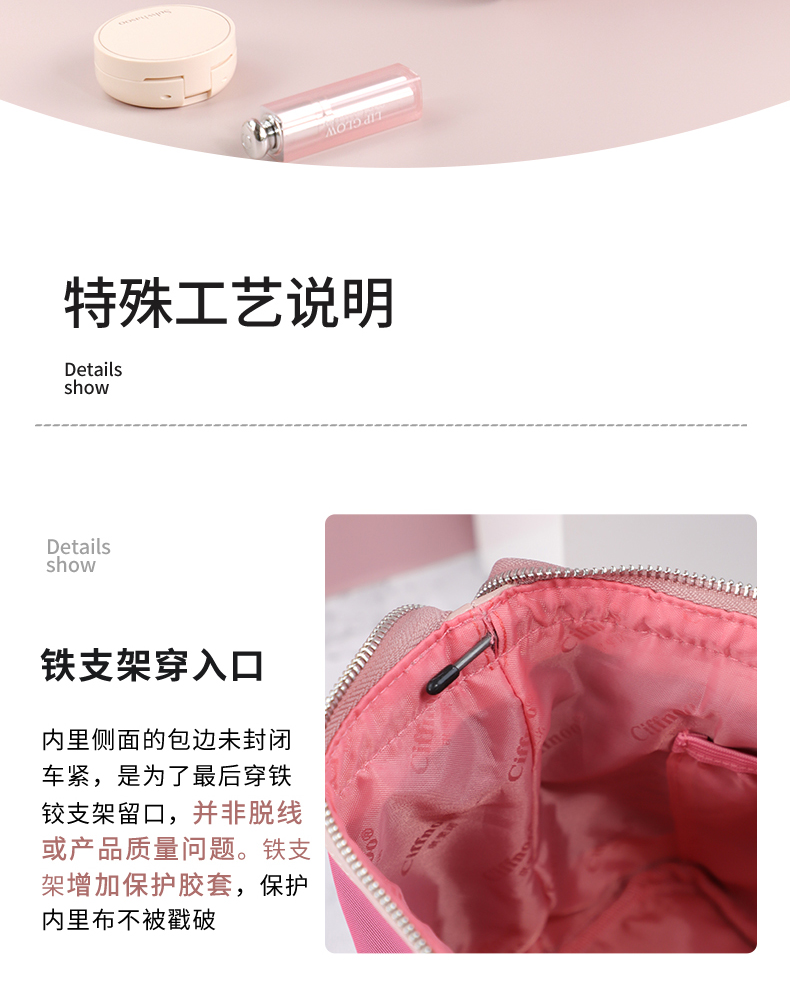 LIP GLOW
特殊工艺说明
Details
show
Details
show
铁支架穿入口
内里侧面的包边未封闭
车紧，是为了最后穿铁
铰支架留口，并非脱线
或产品质量问题。铁支
架增加保护胶套，保护
内里布不被戳破